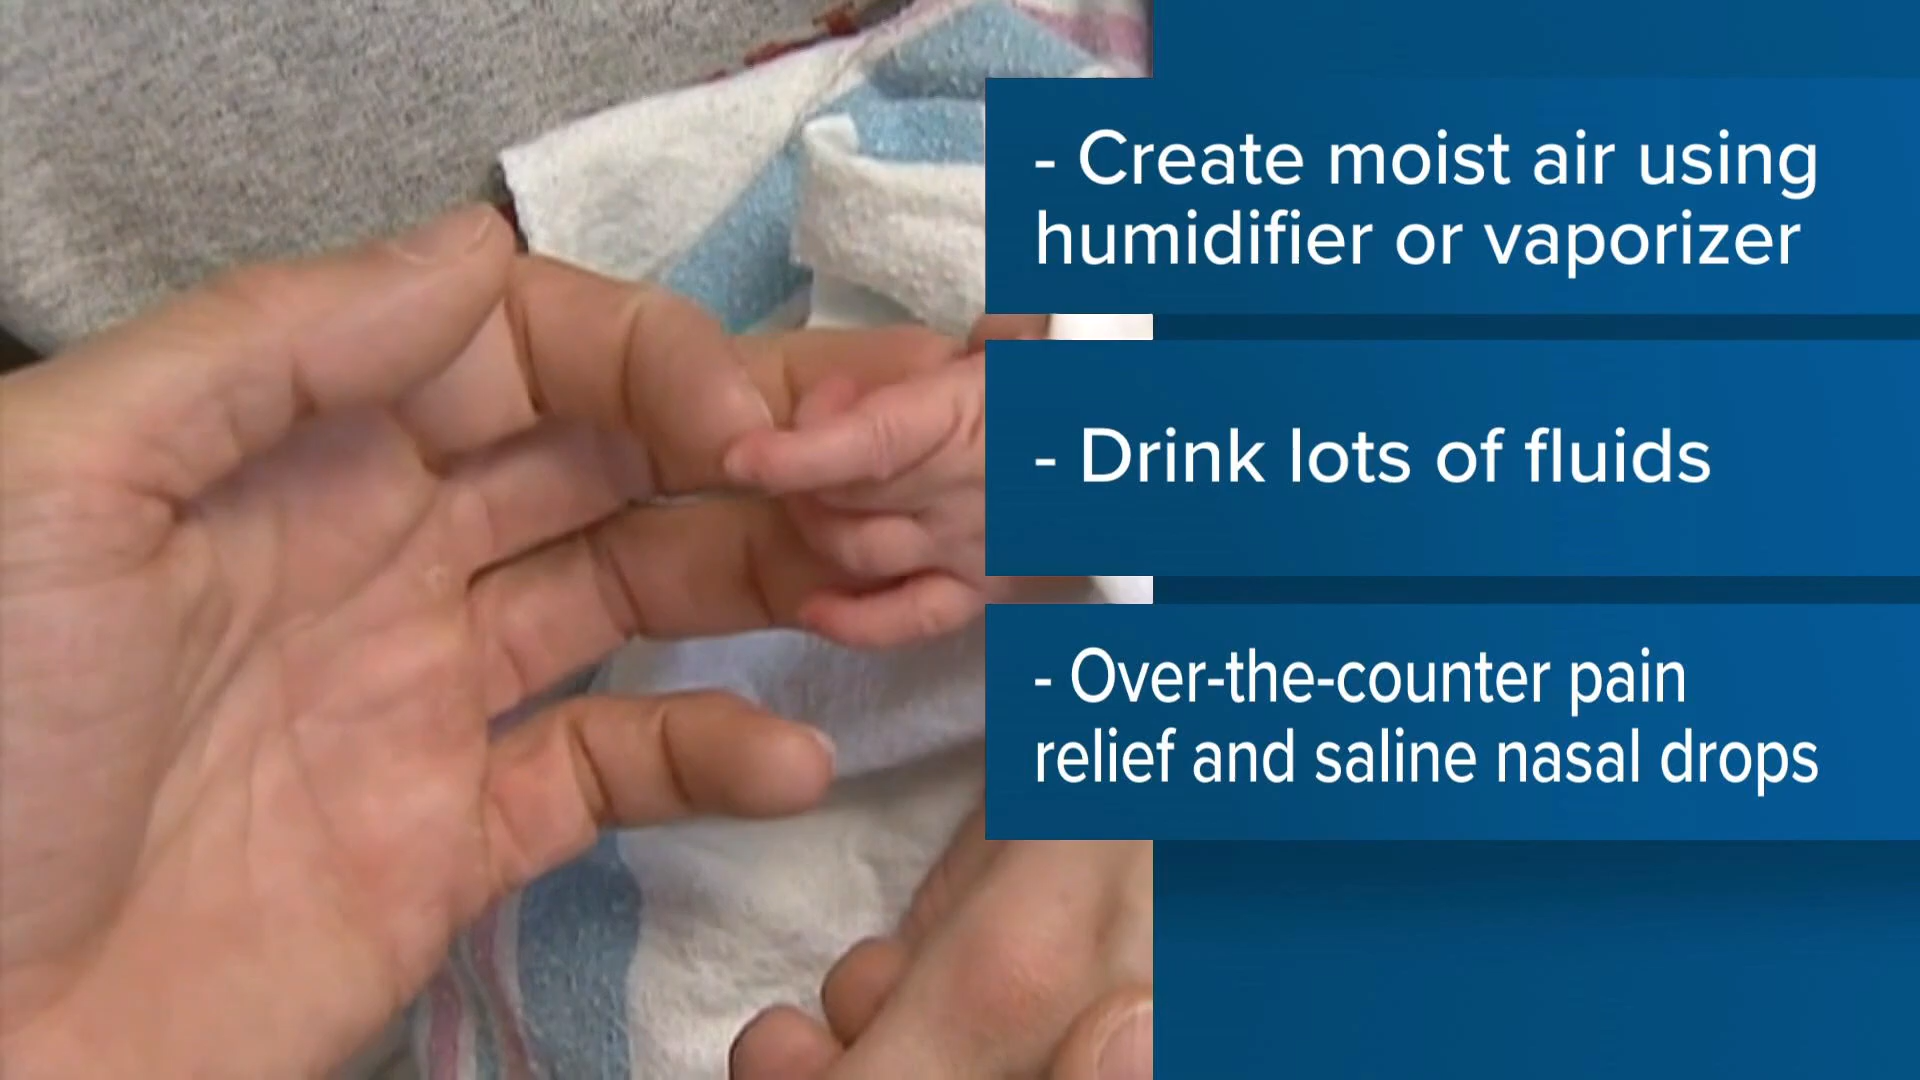 - Create moist air using
humidifier or vaporizer
- Drink lots of fluids
- Over-the-counter pain
relief and saline nasal drops